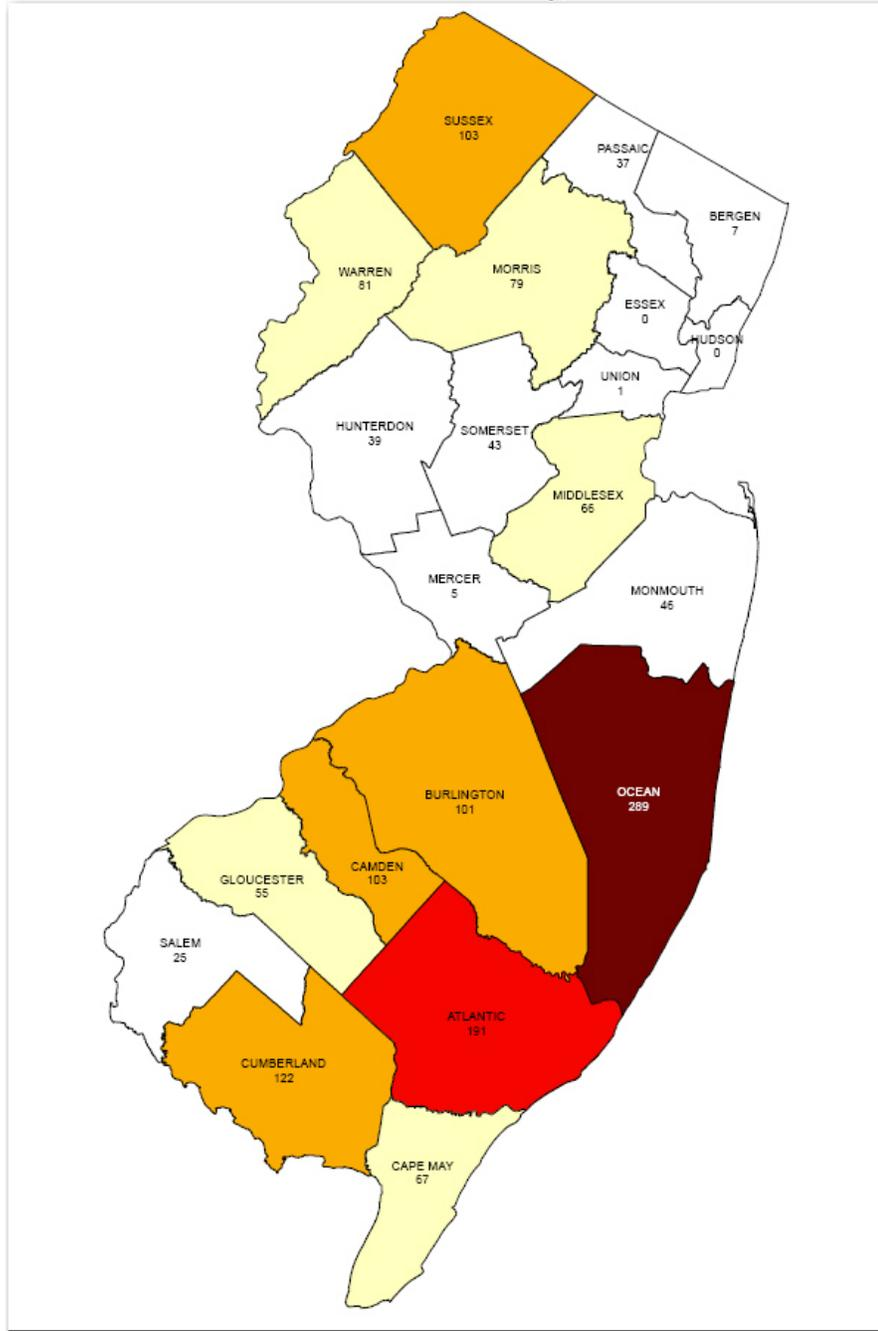 SUSSEX
103
PASSAIC
37
BERGEN
7
WARREN
81
MORRIS
79
ESSEX
0
HUDSON
0
UNION
1
HUNTERDON
39
SOMERSET
43
MIDDLESEX
66
MERCER
5
MONMOUTH
46
BURLINGTON
101
OCEAN
289
CAMDEN
103
GLOUCESTER
55
SALEM
25
ATLANTIC
191
CUMBERLAND
122
CAPE MAY
67